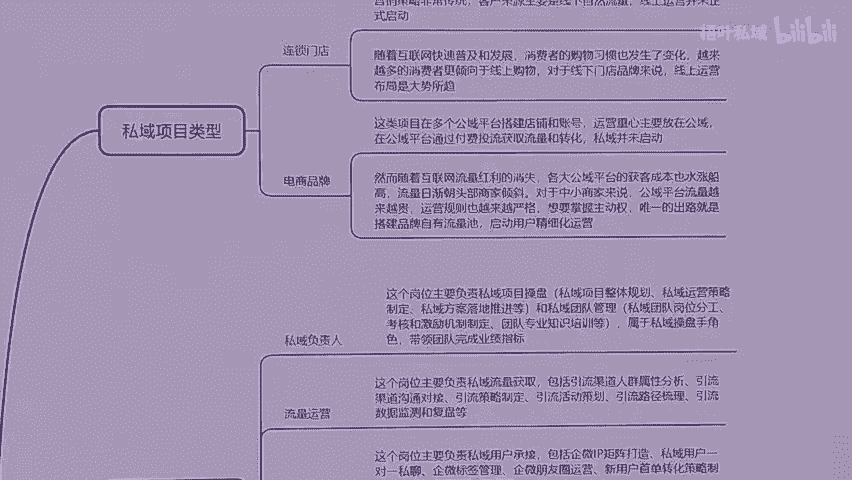 营的策略非常传统，客户来源主要是线下自然流量，线上运营并未正
式启动
梧叶私域 bilibili
连锁门店
随着互联网快速普及和发展，消费者的购物习惯也发生了变化，越来
越多的消费者更倾向于线上购物，对于线下门店品牌来说，线上运营
布局是大势所趋
私域项目类型
这类项目在多个公域平台搭建店铺和账号，运营重心主要放在公域，
在公域平台通过付费投流获取流量和转化，私域并未启动
电商品牌
然而随着互联网流量红利的消失，各大公域平台的获客成本也水涨船
高，流量日渐朝头部商家倾斜。对于中小商家来说，公域平台流量越
来越贵，运营规则也越来越严格，想要掌握主动权，唯一的出路就是
搭建品牌自有流量池，启动用户精细化运营
这个岗位主要负责私域项目操盘（私域项目整体规划、私域运营策略
制定、私域方案落地推进等）和私域团队管理（私域团队岗位分工、
考核和激励机制制定、团队专业知识培训等），属于私域操盘手角
色，带领团队完成业绩指标
私域负责人
这个岗位主要负责私域流量获取，包括引流渠道人群属性分析、引流
渠道沟通对接、引流策略制定、引流活动策划、引流路径梳理、引流
数据监测和复盘等
流量运营
这个岗位主要负责私域用户承接，包括企微IP矩阵打造、私域用户一
对一私聊、企微标签管理、企微朋友圈运营、新用户首单转化策略制